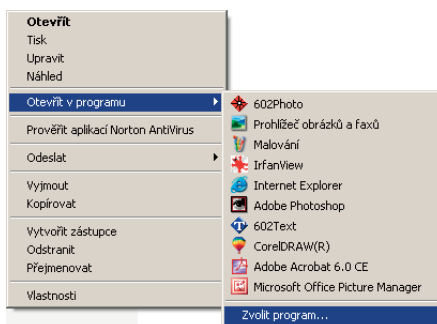 Otevřít
Tisk
Upravit
Náhled
Otevřít v programu
Prověřit aplikací Norton AntiVirus
Odeslat
Vyjmout
Kopírovat
Vytvořit zástupce
Odstranit
Přejmenovat
Vlastnosti
602Photo
Prohlížeč obrázků a faxů
Malování
IrfanView
Internet Explorer
Adobe Photoshop
602Text
CorelDRAW(R)
Adobe Acrobat 6.0 CE
Microsoft Office Picture Manager
Zvolit program...